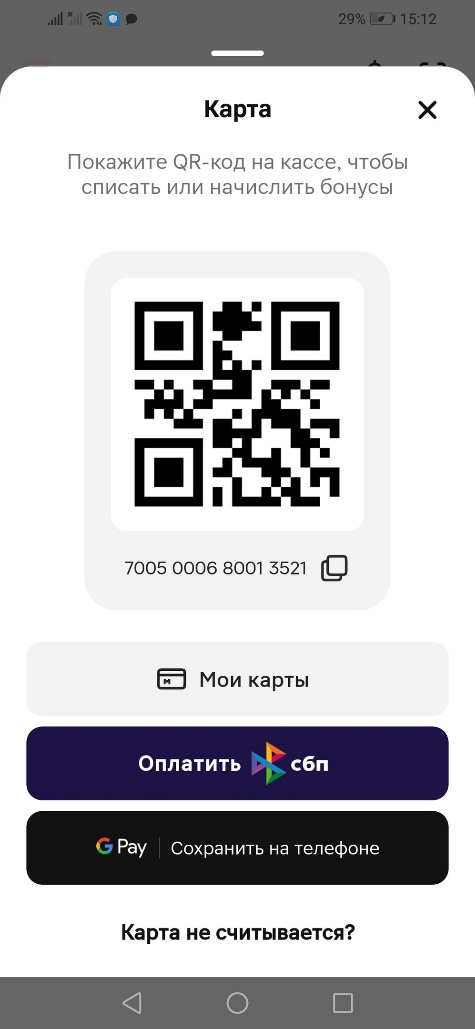 29% 15:12
Карта
Покажите QR-код на кассе, чтобы
списать или начислить бонусы
7005 0006 8001 3521
Мои карты
Оплатить сбп
G Pay Сохранить на телефоне
Карта не считывается?